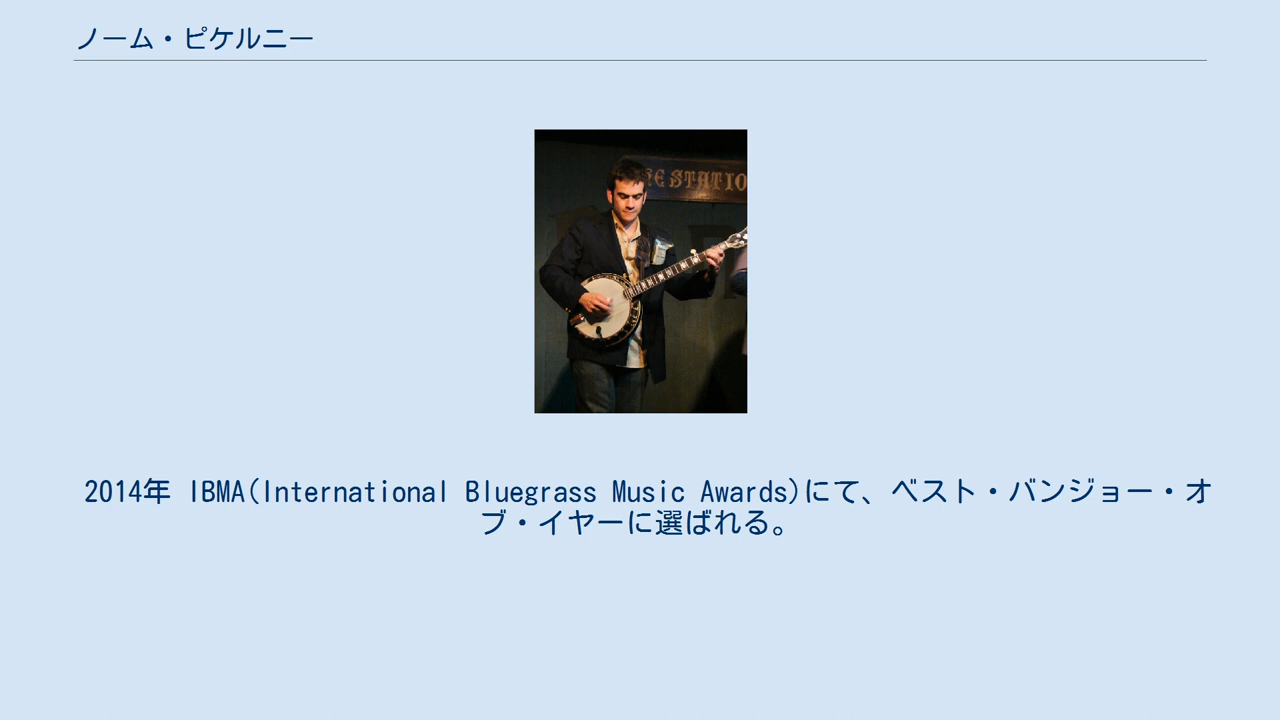 ノーム・ピケルニー
HE STATIO
2014年 IBMA(International Bluegrass Music Awards)にて、ベスト・バンジョー・オ
ブ・イヤーに選ばれる。